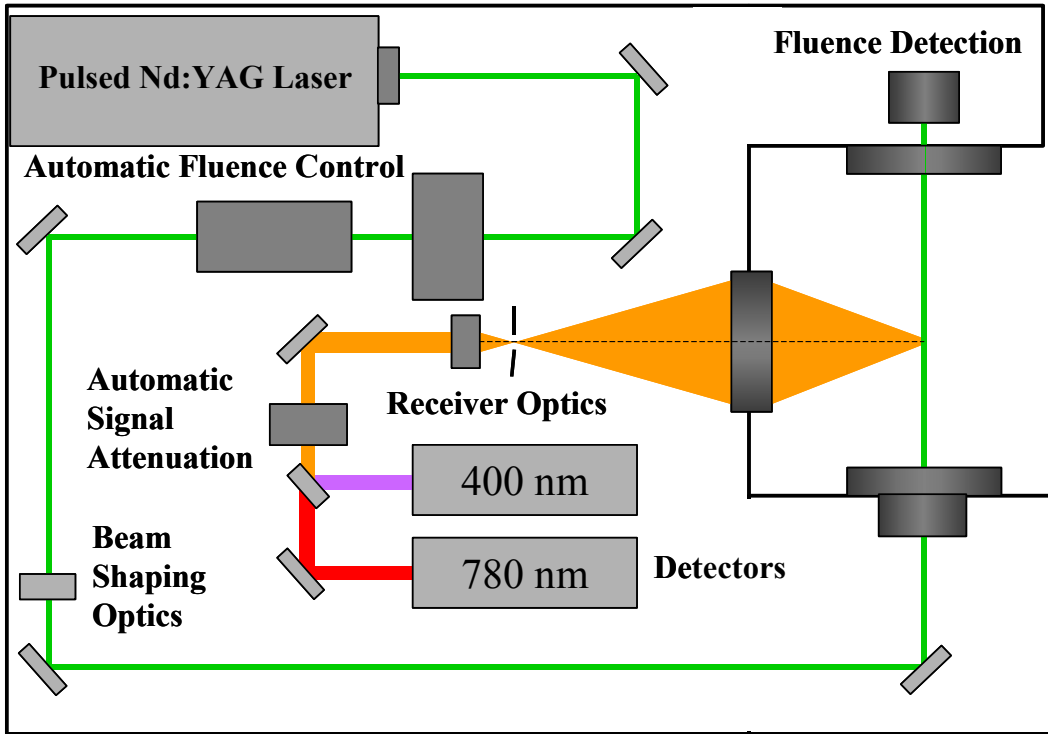 Pulsed Nd:YAG Laser
Fluence Detection
Automatic Fluence Control
Automatic
Signal
Attenuation
Receiver Optics
400 nm
780 nm
Detectors
Beam
Shaping
Optics